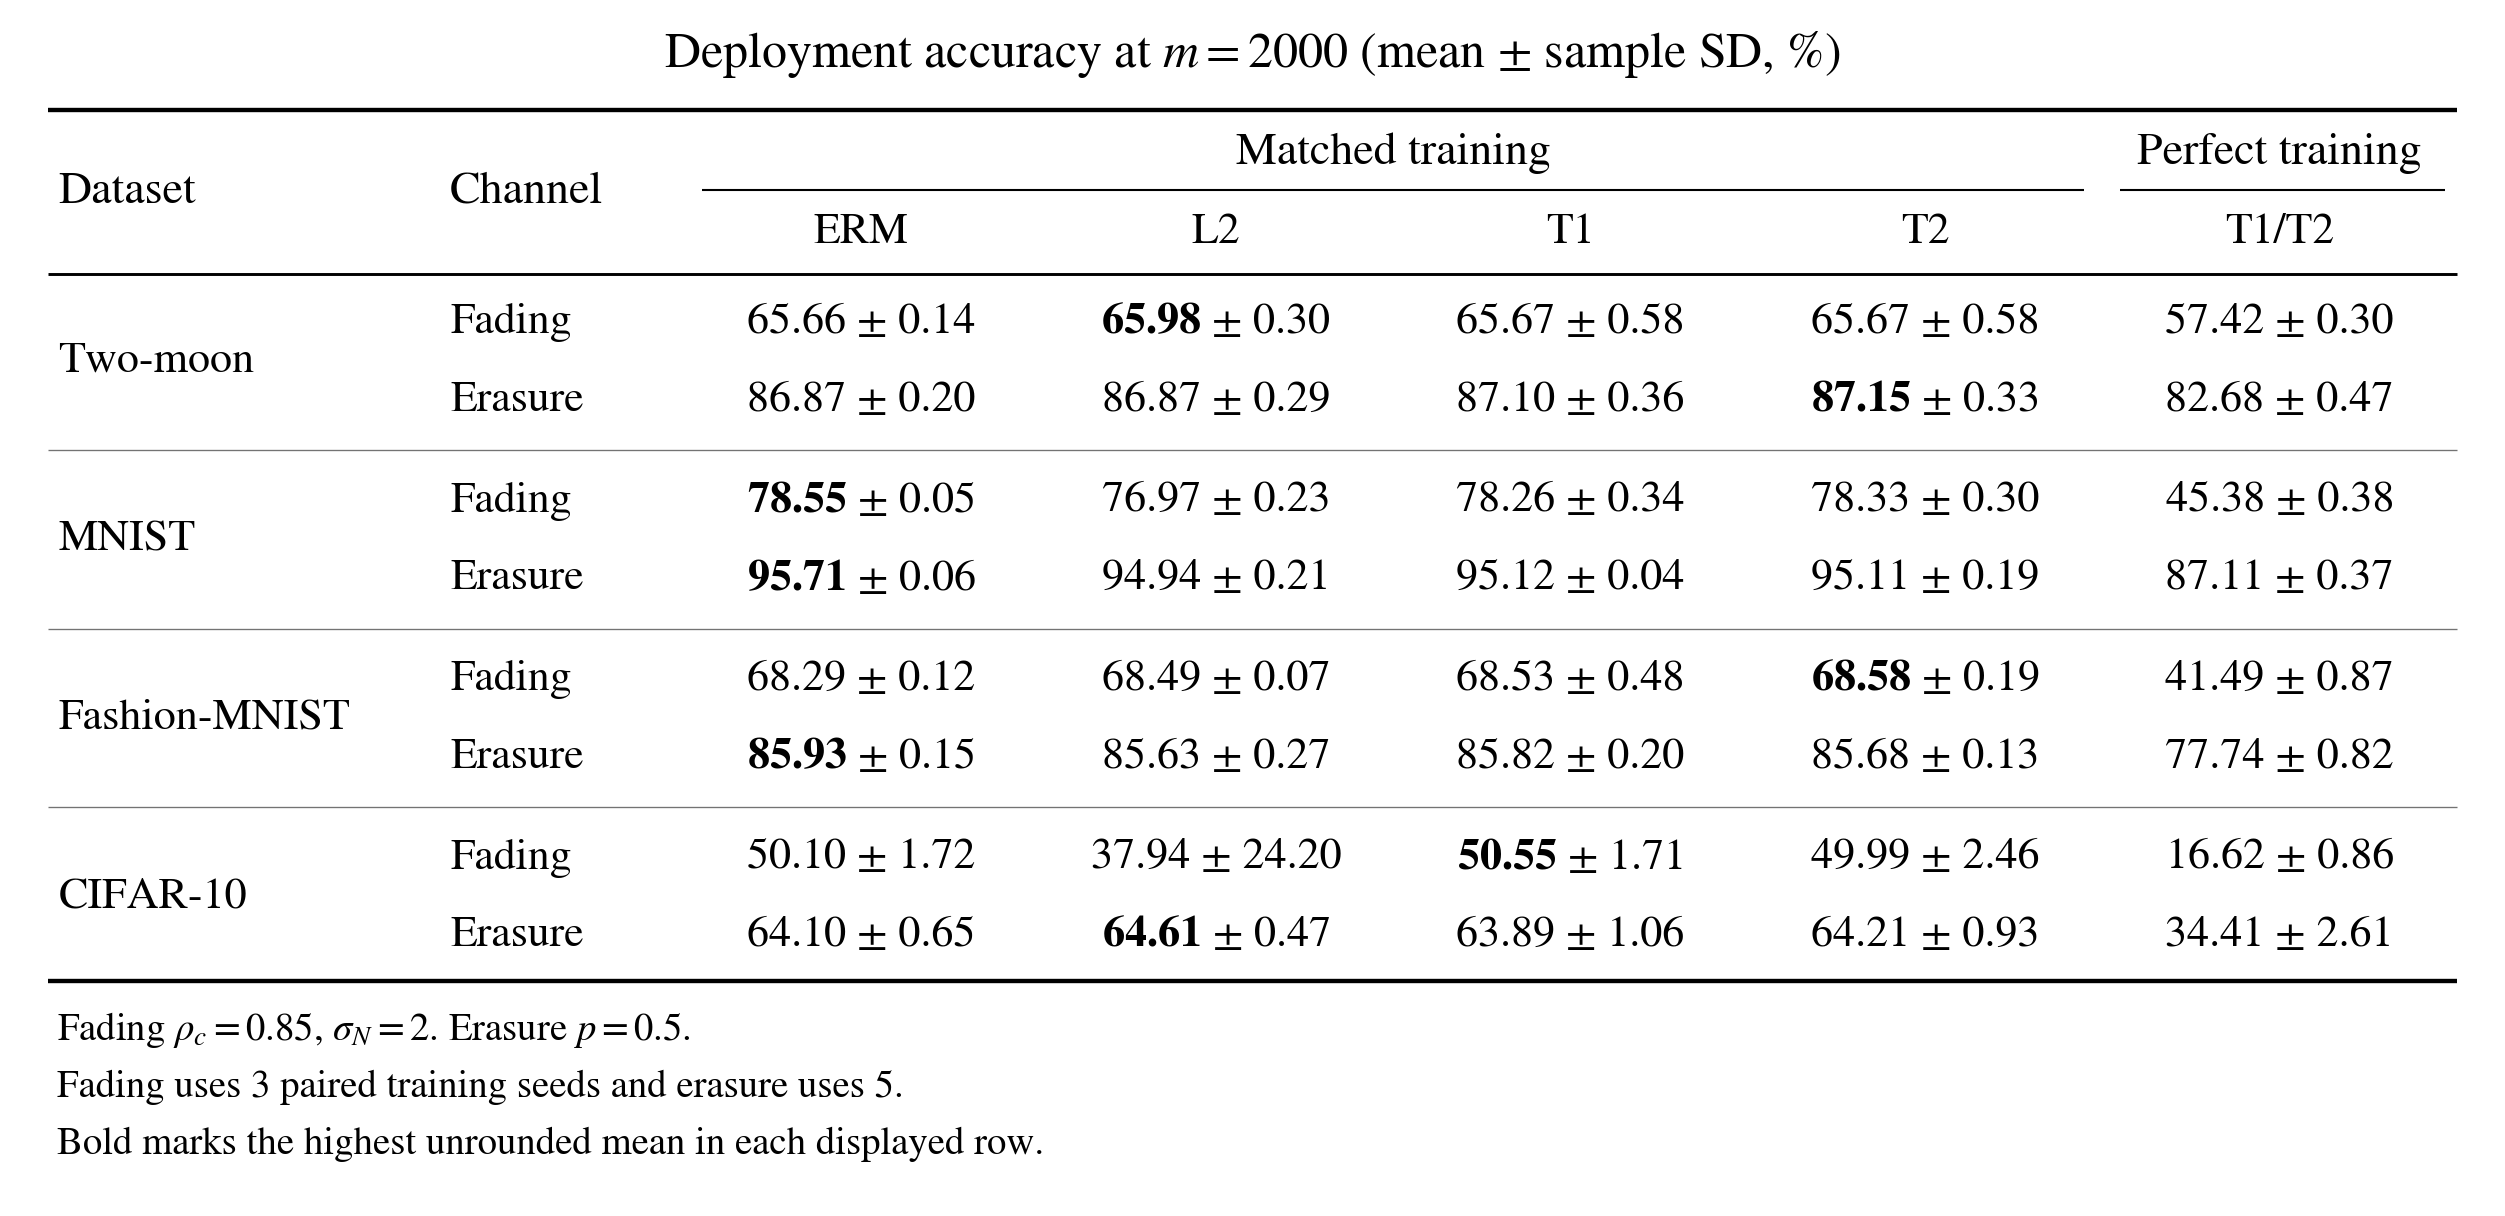 Deployment accuracy at m = 2000 (mean ± sample SD, %)
Dataset Channel Matched training Perfect training
ERM L2 T1 T2 T1/T2
Two-moon Fading 65.66 ± 0.14 65.98 ± 0.30 65.67 ± 0.58 65.67 ± 0.58 57.42 ± 0.30
Erasure 86.87 ± 0.20 86.87 ± 0.29 87.10 ± 0.36 87.15 ± 0.33 82.68 ± 0.47
MNIST Fading 78.55 ± 0.05 76.97 ± 0.23 78.26 ± 0.34 78.33 ± 0.30 45.38 ± 0.38
Erasure 95.71 ± 0.06 94.94 ± 0.21 95.12 ± 0.04 95.11 ± 0.19 87.11 ± 0.37
Fashion-MNIST Fading 68.29 ± 0.12 68.49 ± 0.07 68.53 ± 0.48 68.58 ± 0.19 41.49 ± 0.87
Erasure 85.93 ± 0.15 85.63 ± 0.27 85.82 ± 0.20 85.68 ± 0.13 77.74 ± 0.82
CIFAR-10 Fading 50.10 ± 1.72 37.94 ± 24.20 50.55 ± 1.71 49.99 ± 2.46 16.62 ± 0.86
Erasure 64.10 ± 0.65 64.61 ± 0.47 63.89 ± 1.06 64.21 ± 0.93 34.41 ± 2.61
Fading ρc = 0.85, σN = 2. Erasure p = 0.5.
Fading uses 3 paired training seeds and erasure uses 5.
Bold marks the highest unrounded mean in each displayed row.